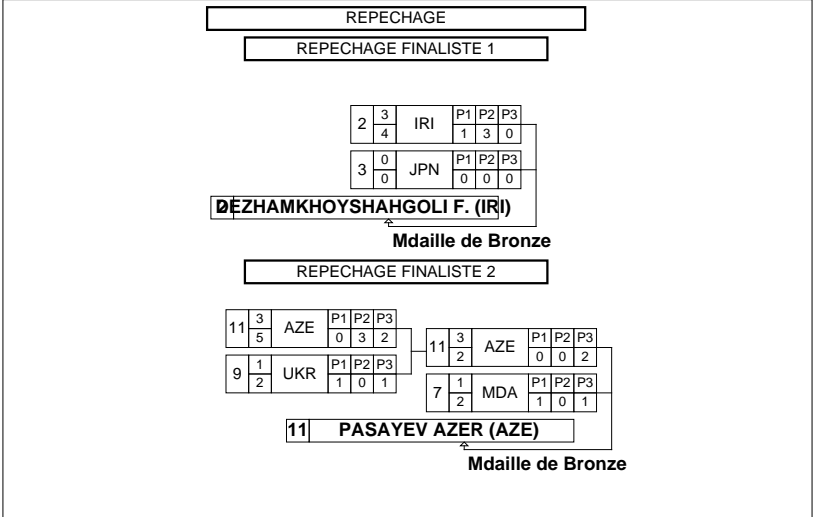 REPECHAGE
REPECHAGE FINALISTE 1
2 3 4 IRI P1 P2 P3 1 3 0
3 0 0 JPN P1 P2 P3 0 0 0
DEZHAMKHOYSHAHGOLI F. (IRI)
Mdaille de Bronze
REPECHAGE FINALISTE 2
11 3 5 AZE P1 P2 P3 0 3 2
9 1 2 UKR P1 P2 P3 1 0 1
11 3 2 AZE P1 P2 P3 0 0 2
7 1 2 MDA P1 P2 P3 1 0 1
11 PASAYEV AZER (AZE)
Mdaille de Bronze